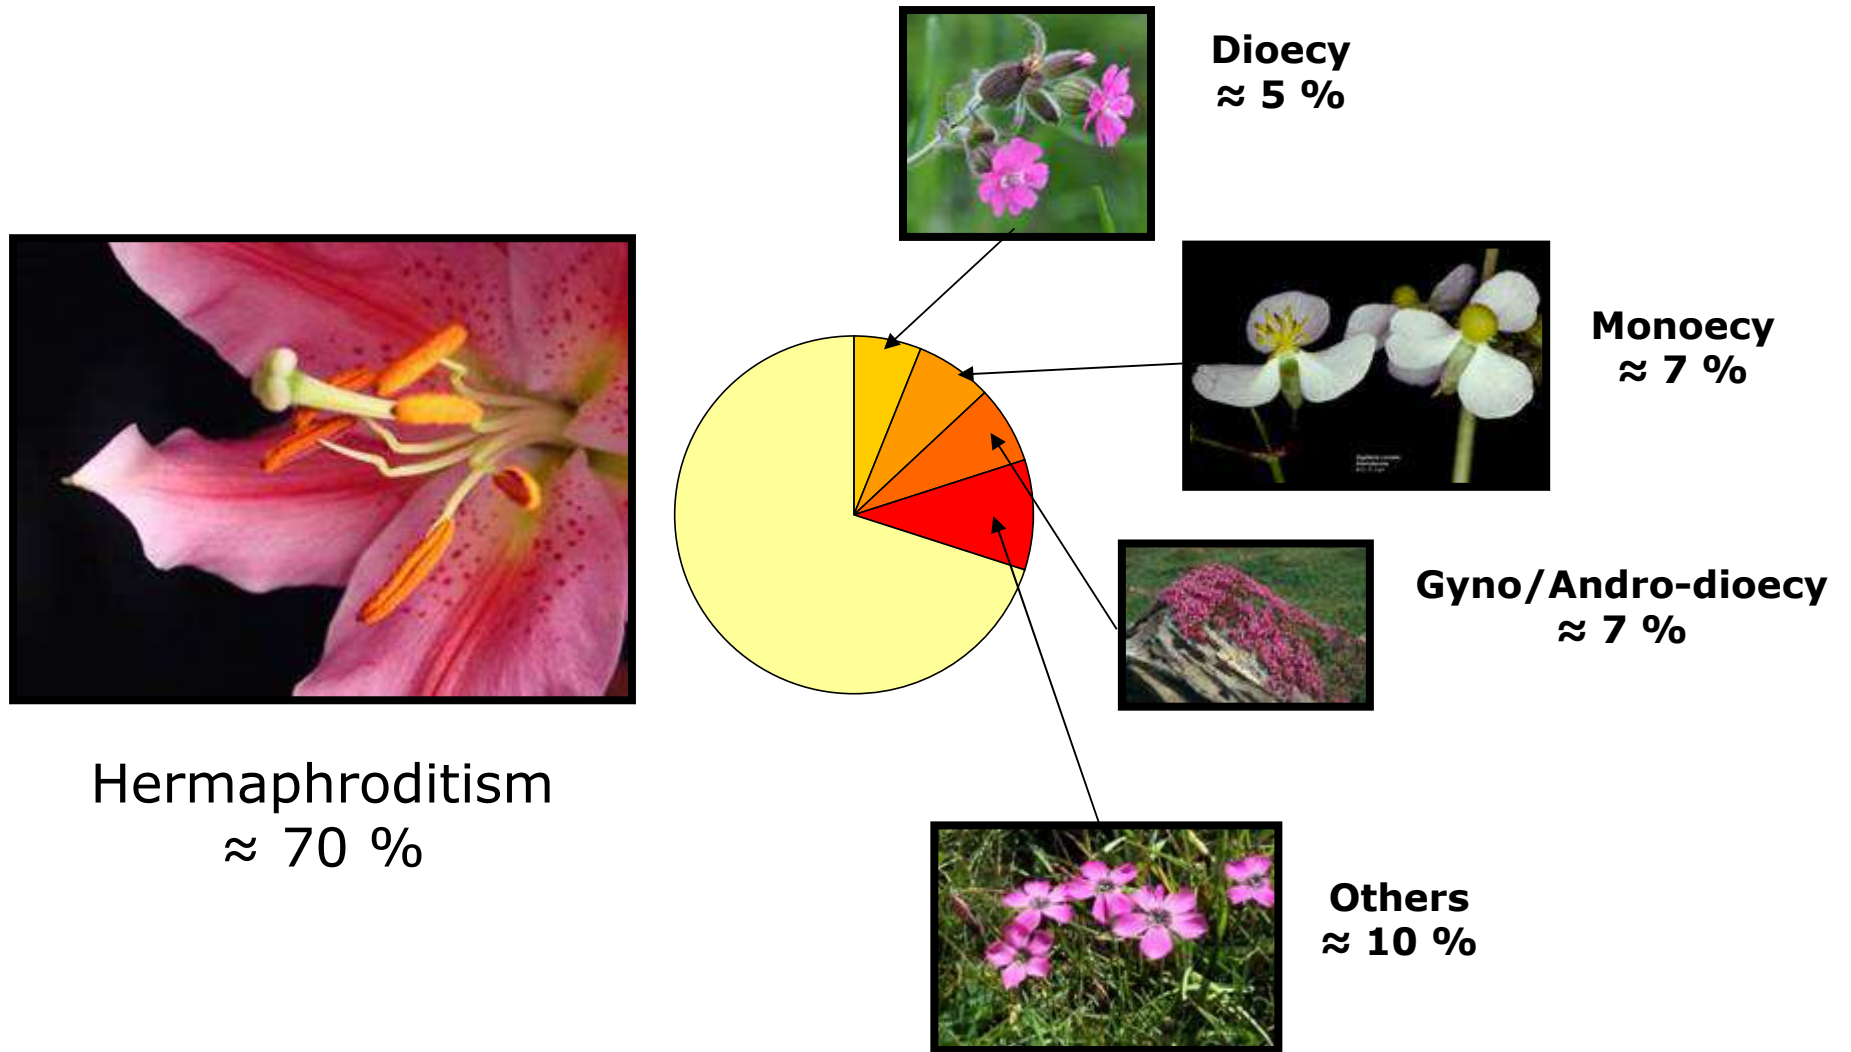 Dioecy
≈ 5 %
Monoecy
≈ 7 %
Gyno/Andro-dioecy
≈ 7 %
Hermaphroditism
≈ 70 %
Others
≈ 10 %